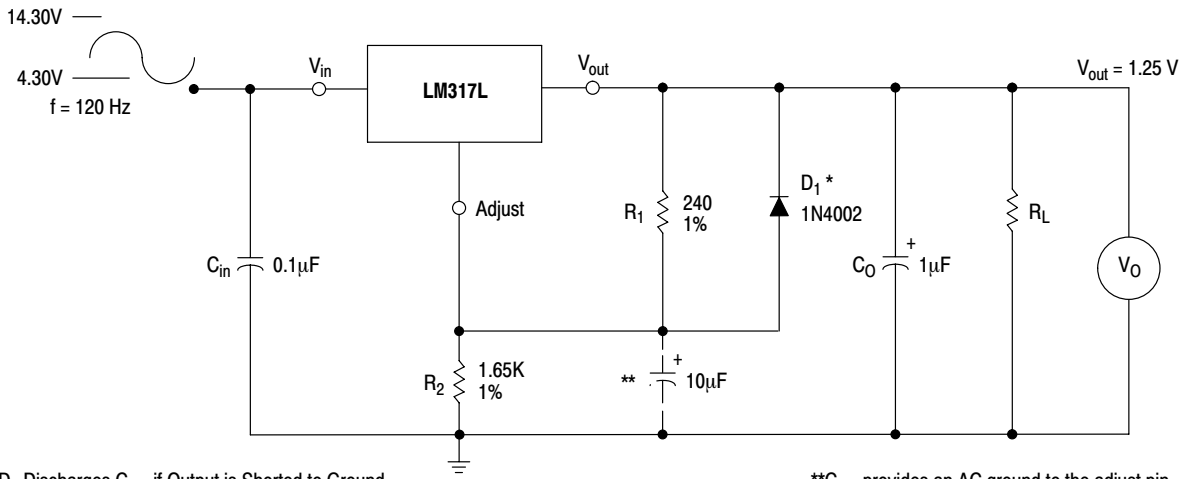 14.30V
4.30V
f = 120 Hz
Vin
LM317L
Vout
Vout = 1.25 V
Adjust
R1
240
1%
D1 *
1N4002
Cin
0.1µF
CO
+
1µF
RL
VO
R2
1.65K
1%
**
+
10µF